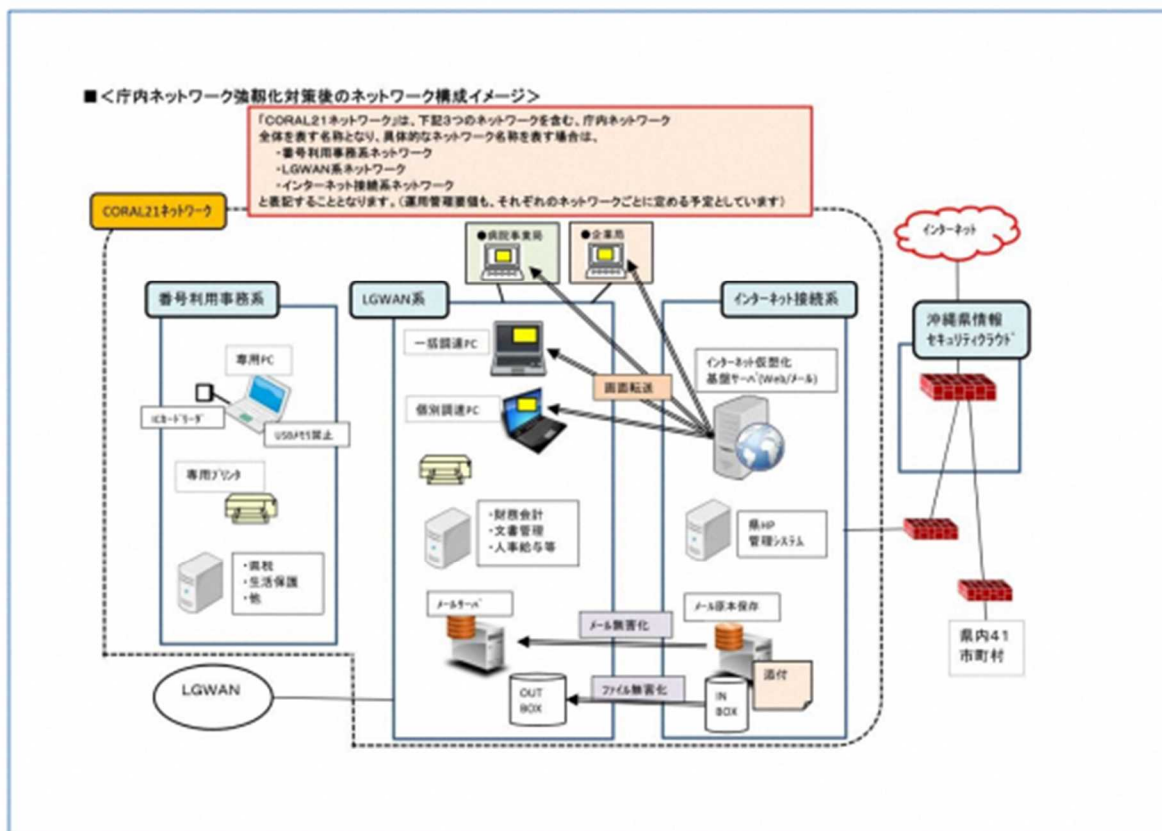 ■＜庁内ネットワーク強靱化対策後のネットワーク構成イメージ＞
「CORAL21ネットワーク」は、下記3つのネットワークを含む、庁内ネットワーク
全体を表す名称となり、具体的なネットワーク名称を表す場合は、
・番号利用事務系ネットワーク
・LGWAN系ネットワーク
・インターネット接続系ネットワーク
と表記することとなります。（運用管理要領も、それぞれのネットワークごとに定める予定としています）
CORAL21ネットワーク
●病院事業局
●企業局
インターネット
番号利用事務系
LGWAN系
インターネット接続系
沖縄県情報
セキュリティクラウド
専用PC
ICカードリーダ
USBメモリ禁止
専用プリンタ
・県税
・生活保護
・他
一括調達PC
個別調達PC
画面転送
インターネット仮想化
基盤サーバ(Web/メール)
・財務会計
・文書管理
・人事給与等
県HP
管理システム
メールサーバ
メール無害化
メール原本保存
添付
ファイル無害化
OUT
BOX
IN
BOX
LGWAN
県内41
市町村